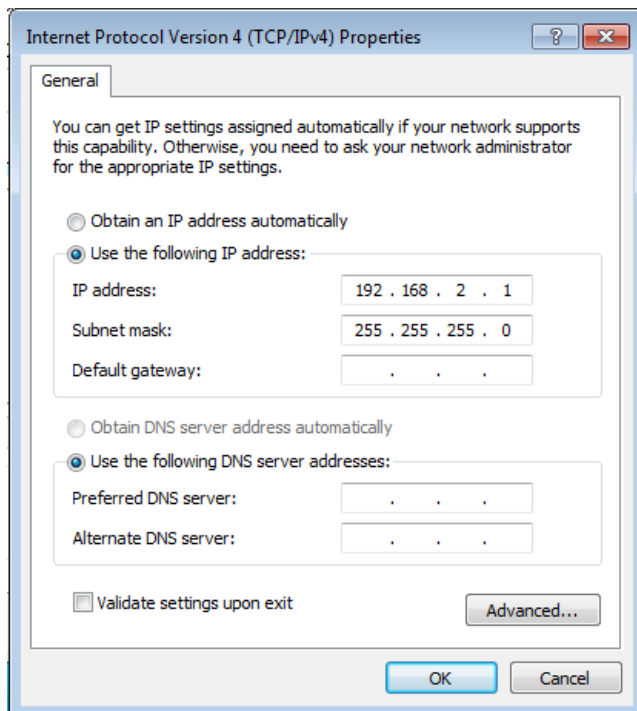 Internet Protocol Version 4 (TCP/IPv4) Properties
?
General
You can get IP settings assigned automatically if your network supports
this capability. Otherwise, you need to ask your network administrator
for the appropriate IP settings.
Obtain an IP address automatically
Use the following IP address:
IP address: 192 . 168 . 2 . 1
Subnet mask: 255 . 255 . 255 . 0
Default gateway: . . .
Obtain DNS server address automatically
Use the following DNS server addresses:
Preferred DNS server: . . .
Alternate DNS server: . . .
Validate settings upon exit
Advanced...
OK Cancel